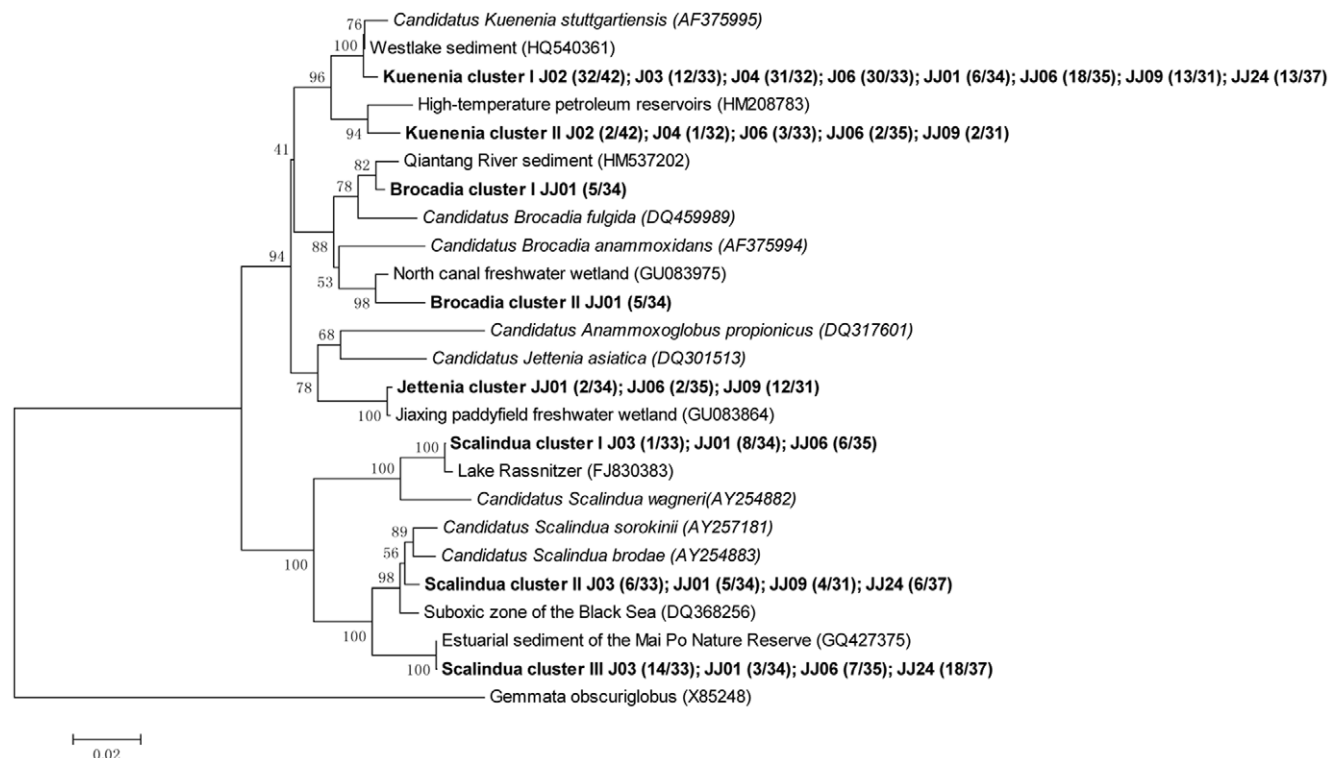 76 Candidatus Kuenenia stuttgartiensis (AF375995)
100 Westlake sediment (HQ540361)
96 Kuenenia cluster I J02 (32/42); J03 (12/33); J04 (31/32); J06 (30/33); JJ01 (6/34); JJ06 (18/35); JJ09 (13/31); JJ24 (13/37)
High-temperature petroleum reservoirs (HM208783)
94 Kuenenia cluster II J02 (2/42); J04 (1/32); J06 (3/33); JJ06 (2/35); JJ09 (2/31)
41
82 Qiantang River sediment (HM537202)
78 Brocadia cluster I JJ01 (5/34)
Candidatus Brocadia fulgida (DQ459989)
88 Candidatus Brocadia anammoxidans (AF375994)
94
53 North canal freshwater wetland (GU083975)
98 Brocadia cluster II JJ01 (5/34)
68 Candidatus Anammoxoglobus propionicus (DQ317601)
Candidatus Jettenia asiatica (DQ301513)
78 Jettenia cluster JJ01 (2/34); JJ06 (2/35); JJ09 (12/31)
100 Jiaxing paddyfield freshwater wetland (GU083864)
100 Scalindua cluster I J03 (1/33); JJ01 (8/34); JJ06 (6/35)
100 Lake Rassnitzer (FJ830383)
Candidatus Scalindua wagneri(AY254882)
89 Candidatus Scalindua sorokinii (AY257181)
56 Candidatus Scalindua brodae (AY254883)
100
98 Scalindua cluster II J03 (6/33); JJ01 (5/34); JJ09 (4/31); JJ24 (6/37)
Suboxic zone of the Black Sea (DQ368256)
100 Estuarial sediment of the Mai Po Nature Reserve (GQ427375)
100 Scalindua cluster III J03 (14/33); JJ01 (3/34); JJ06 (7/35); JJ24 (18/37)
Gemmata obscuriglobus (X85248)
0.02